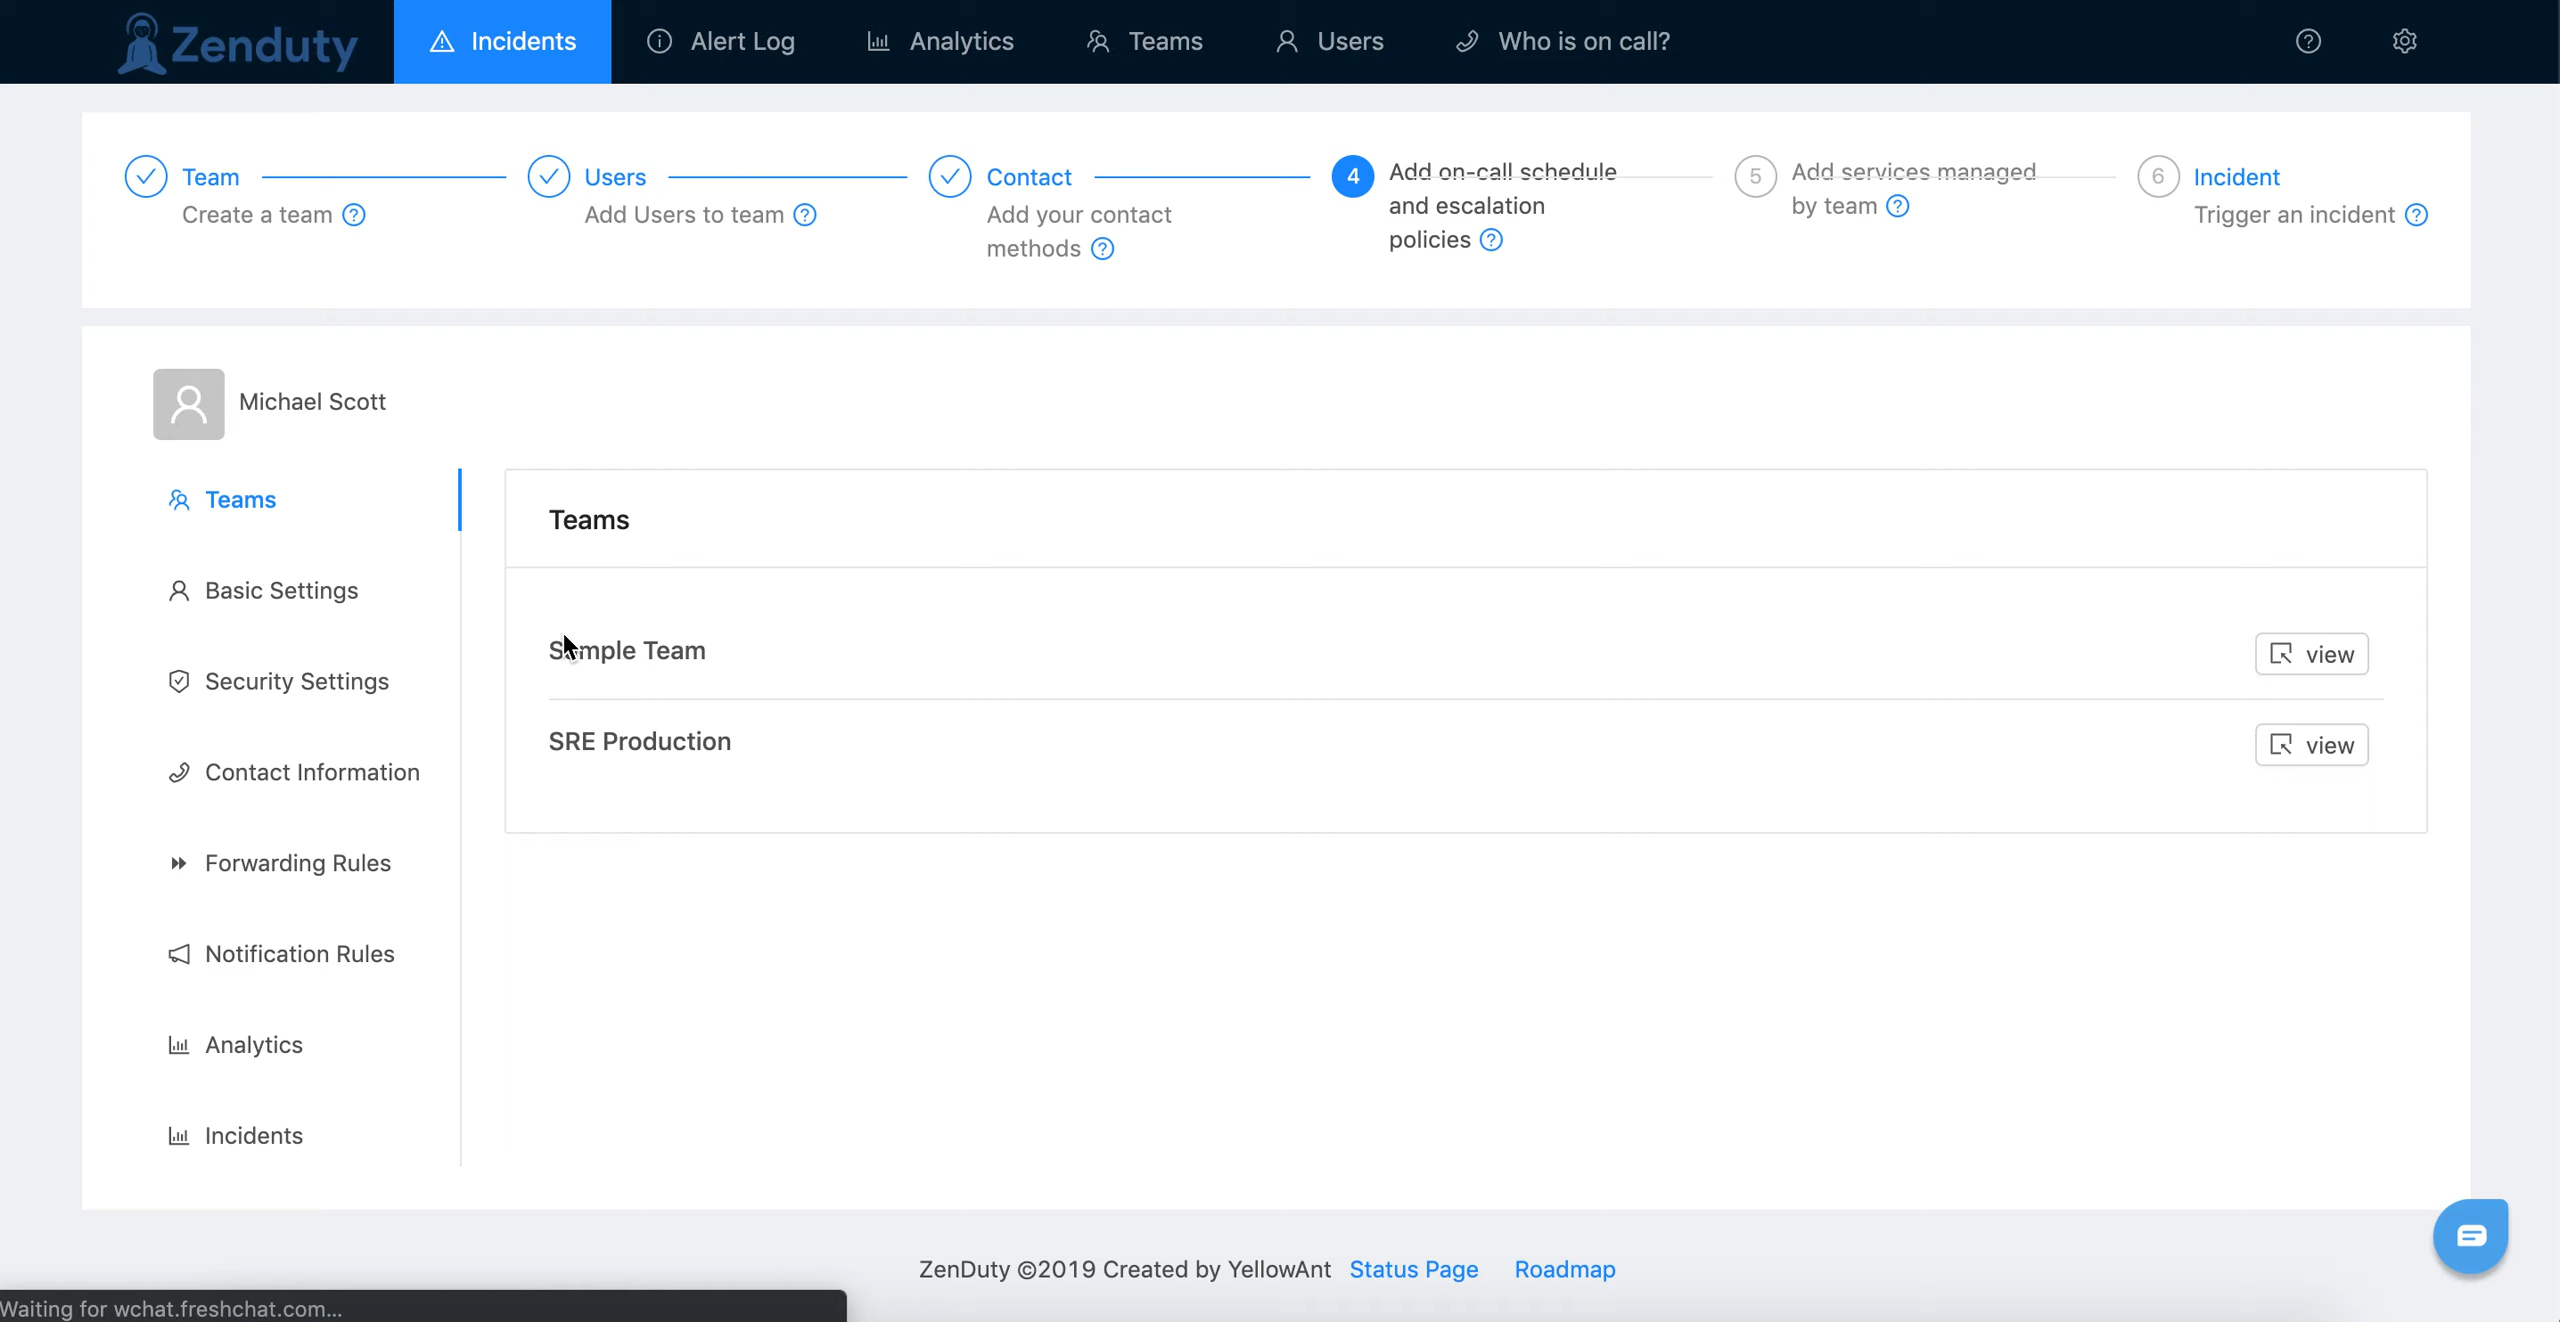 Zenduty
Incidents
Alert Log
Analytics
Teams
Users
Who is on call?
Team
Create a team
Users
Add Users to team
Contact
Add your contact
methods
4
Add on-call schedule
and escalation
policies
5
Add services managed
by team
6
Incident
Trigger an incident
Michael Scott
Teams
Basic Settings
Security Settings
Contact Information
Forwarding Rules
Notification Rules
Analytics
Incidents
Teams
Sample Team
view
SRE Production
view
ZenDuty ©2019 Created by YellowAnt Status Page Roadmap
Waiting for wchat.freshchat.com...